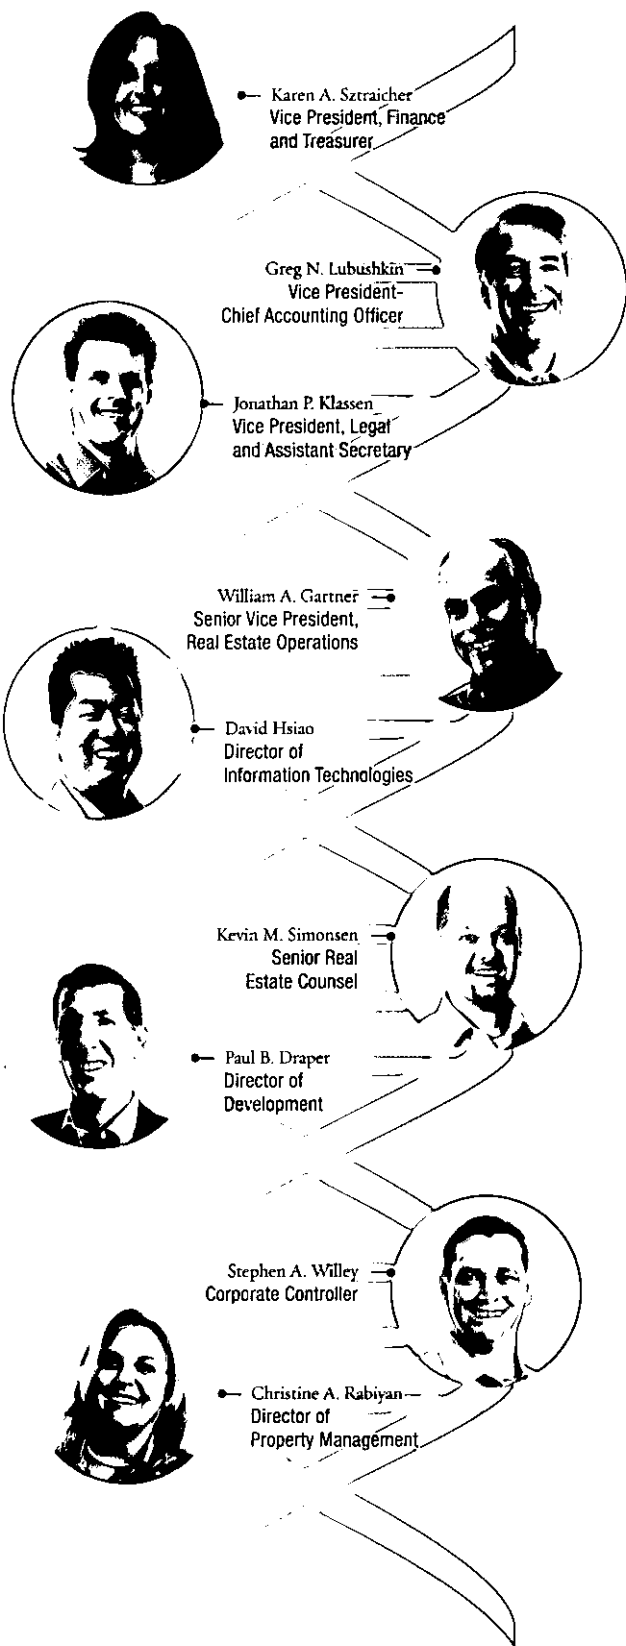 Karen A. Sztraicher
Vice President, Finance
and Treasurer
Greg N. Lubushkin
Vice President-
Chief Accounting Officer
Jonathan P. Klassen
Vice President, Legal
and Assistant Secretary
William A. Gartner
Senior Vice President,
Real Estate Operations
David Hsiao
Director of
Information Technologies
Kevin M. Simonsen
Senior Real
Estate Counsel
Paul B. Draper
Director of
Development
Stephen A. Willey
Corporate Controller
Christine A. Rabiyan
Director of
Property Management